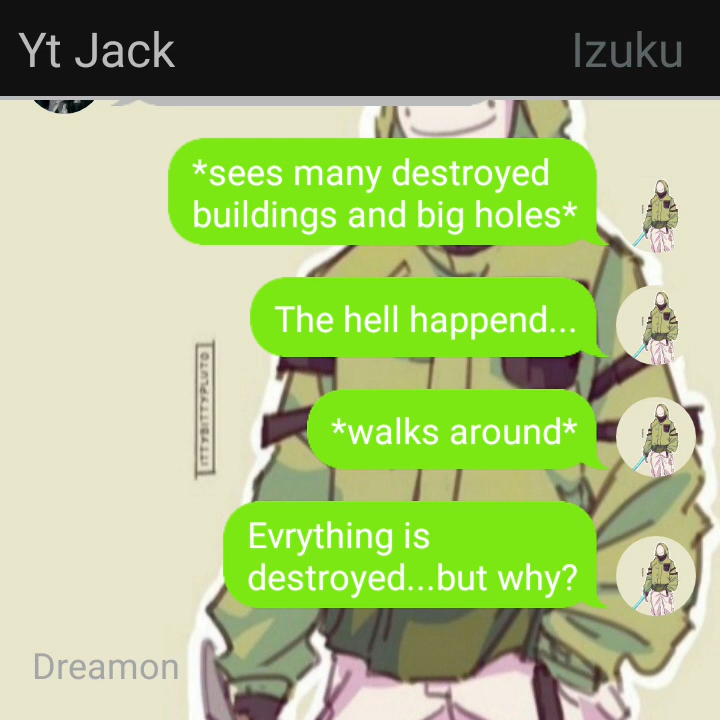 Yt Jack
Izuku
*sees many destroyed
buildings and big holes*
The hell happend...
ITTYBITTYPLUTO
*walks around*
Evrything is
destroyed...but why?
Dreamon